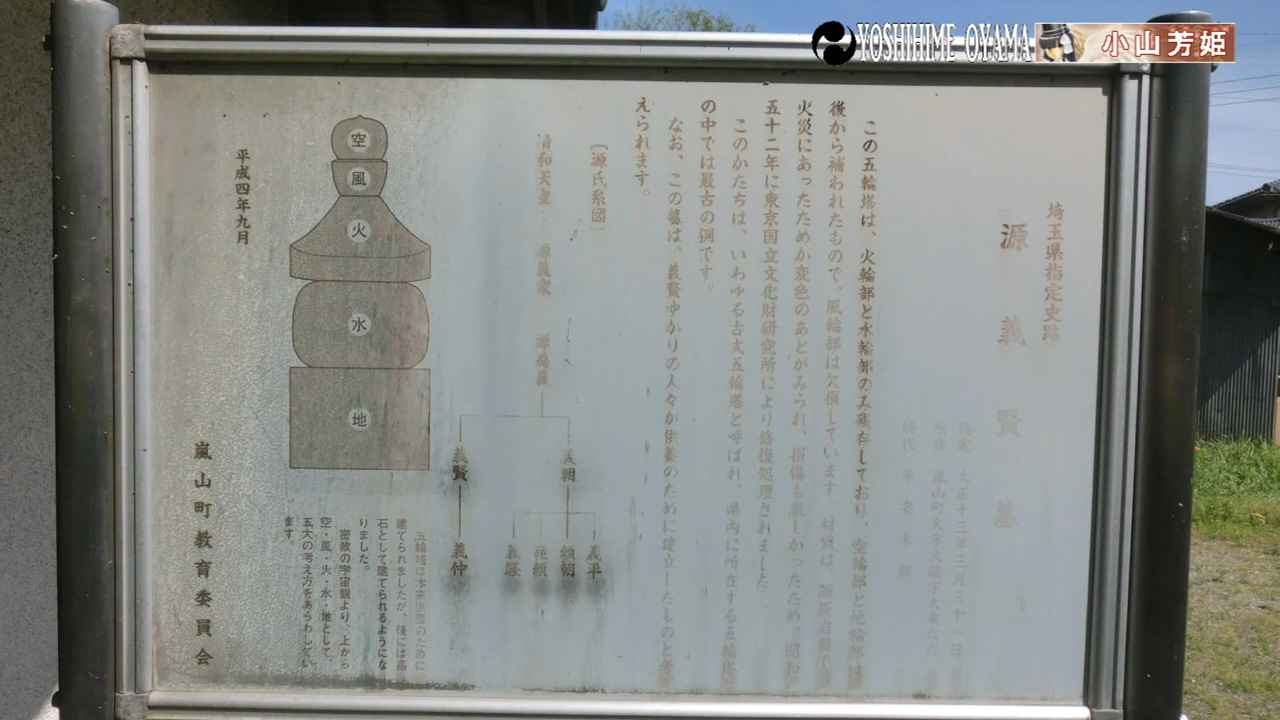 YOSHIHIME OYAMA 小山芳姫
埼玉県指定史跡
源義賢墓
指定 大正十三年三月三十一日
所在 嵐山町大字大蔵字大東六六
時代 平安末期
この五輪塔は、火輪部と水輪部のみ残存しており、空輪部と地輪部は
後から補われたもので、風輪部は欠損しています 材質は 凝灰岩製で
火災にあったためか変色のあとがみられ、損傷も激しかったため。昭和
五十二年に東京国立文化財研究所により修復処理されました
このかたちは、いわゆる古式五輪塔と呼ばれ 県内に所在する五輪塔
の中では最古の例です。
なお、この墓は、義賢ゆかりの人々が供養のために建立したものと考
えられます。
[源氏系図]
清和天皇 源義家 源為義
義朝
義平
頼朝
範頼
義経
義賢
義仲
五輪塔は本来供養のために
建てられましたが、後には墓
石として建てられるようにな
りました。
密教の宇宙観より、上から
空・風・火・水・地として、
五大の考え方をあらわしてい
ます。
空
風
火
水
地
平成四年九月
嵐山町教育委員会